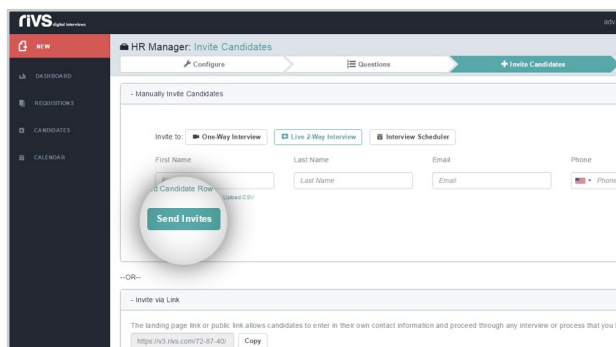 rivs digital interviews
adv
NEW
HR Manager: Invite Candidates
Configure
Questions
Invite Candidates
DASHBOARD
REQUISITIONS
CANDIDATES
CALENDAR
- Manually Invite Candidates
Invite to: One-Way Interview Live 2-Way Interview Interview Scheduler
First Name Last Name Email Phone
Last Name Email Phone
d Candidate Row
Upload CSV
Send Invites
--OR--
- Invite via Link
The landing page link or public link allows candidates to enter in their own contact information and proceed through any interview or process that you
https://v3.rivs.com/72-87-40/ Copy